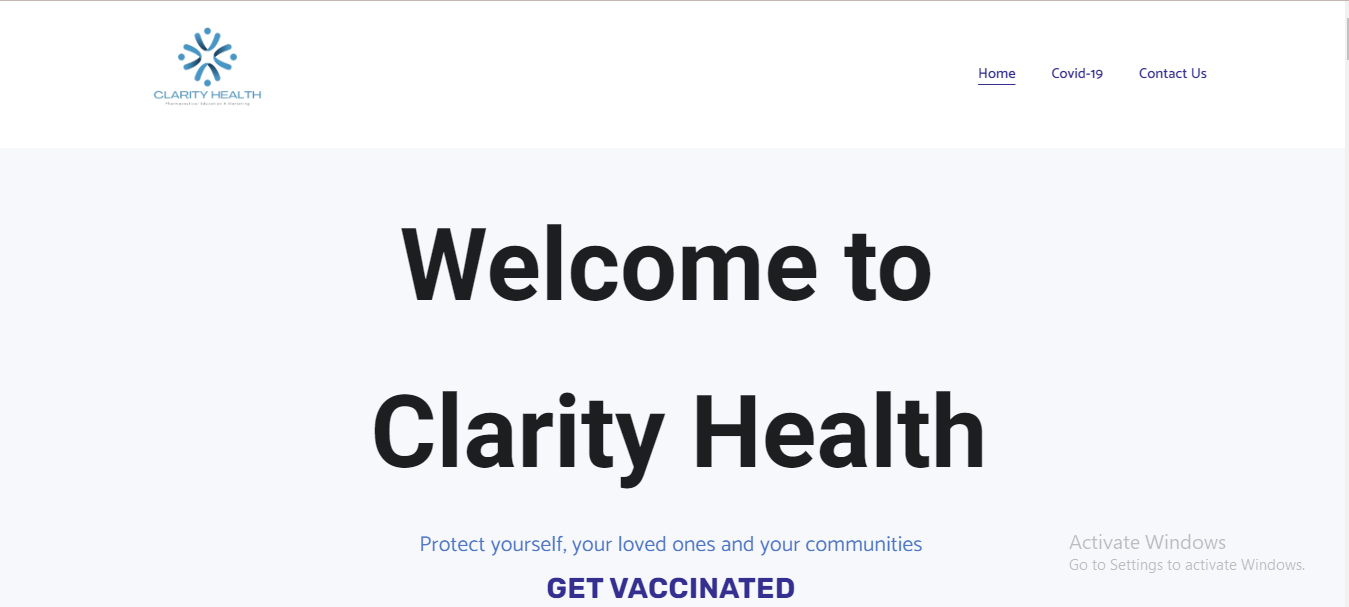 CLARITY HEALTH
Pharmaceutical Education & Marketing
Home
Covid-19
Contact Us
Welcome to
Clarity Health
Protect yourself, your loved ones and your communities
GET VACCINATED
Activate Windows
Go to Settings to activate Windows.